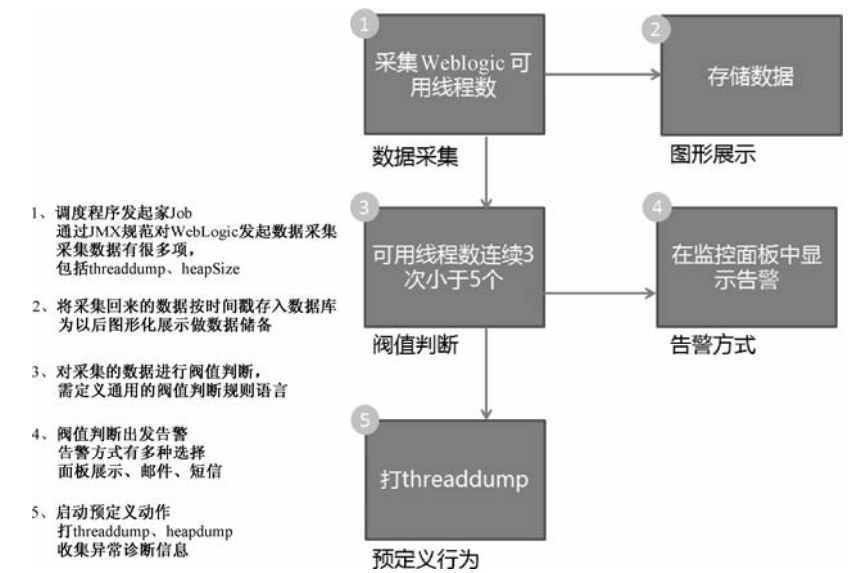 1
采集Weblogic 可
用线程数
数据采集
2
存储数据
图形展示
3
可用线程数连续3
次小于5个
阀值判断
4
在监控面板中显
示告警
告警方式
5
打threaddump
预定义行为
1、调度程序发起家Job
通过JMX规范对WebLogic发起数据采集
采集数据有很多项，
包括threaddump、heapSize
2、将采集回来的数据按时间戳存入数据库
为以后图形化展示做数据储备
3、对采集的数据进行阀值判断，
需定义通用的阀值判断规则语言
4、阀值判断出发告警
告警方式有多种选择
面板展示、邮件、短信
5、启动预定义动作
打threaddump、heapdump
收集异常诊断信息